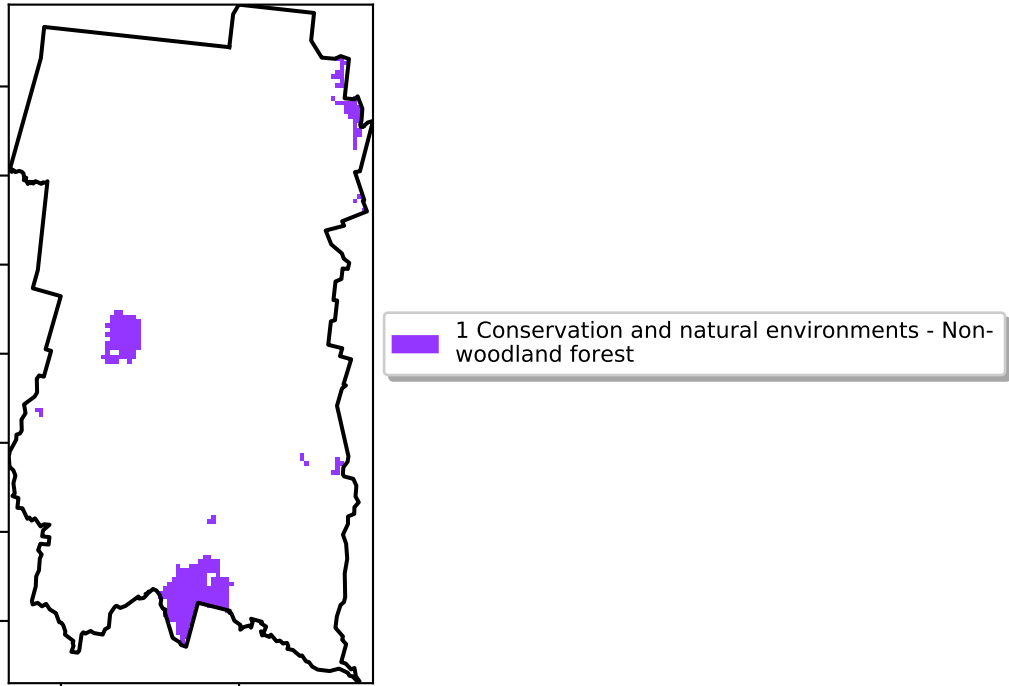 1 Conservation and natural environments - Non-
woodland forest